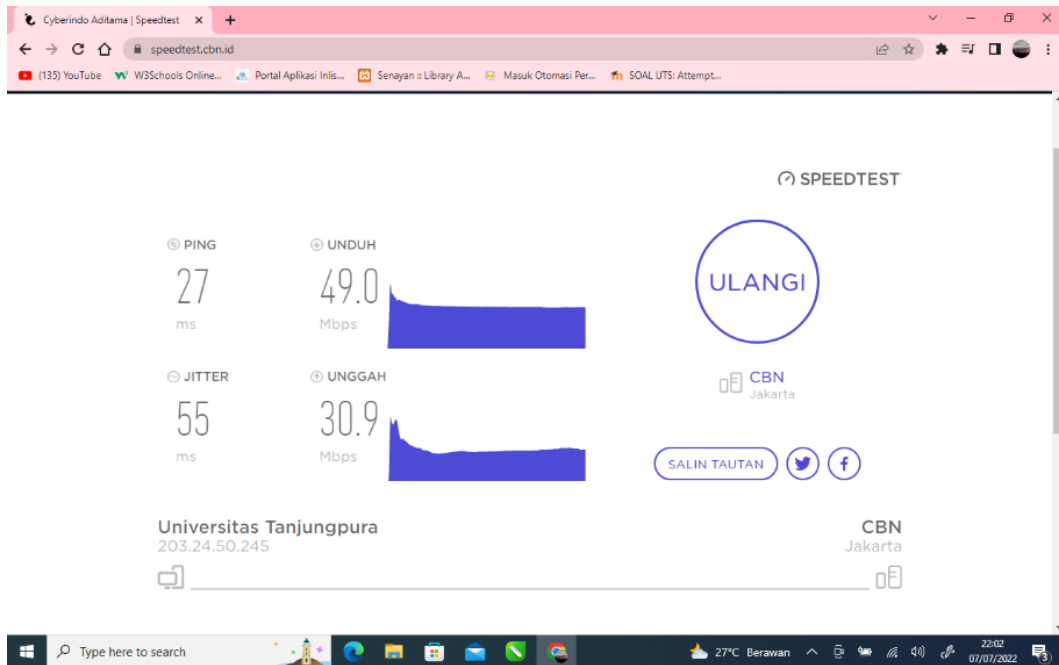 Cyberindo Aditama | Speedtest
speedtest.cbn.id
(135) YouTube
W3Schools Online...
Portal Aplikasi Inlis...
Senayan :: Library A...
Masuk Otomasi Per...
SOAL UTS: Attempt...
SPEEDTEST
PING
27
ms
UNDUH
49.0
Mbps
ULANGI
JITTER
55
ms
UNGGAH
30.9
Mbps
CBN
Jakarta
SALIN TAUTAN
Universitas Tanjungpura
203.24.50.245
CBN
Jakarta
Type here to search
27°C Berawan
22:02
07/07/2022
3